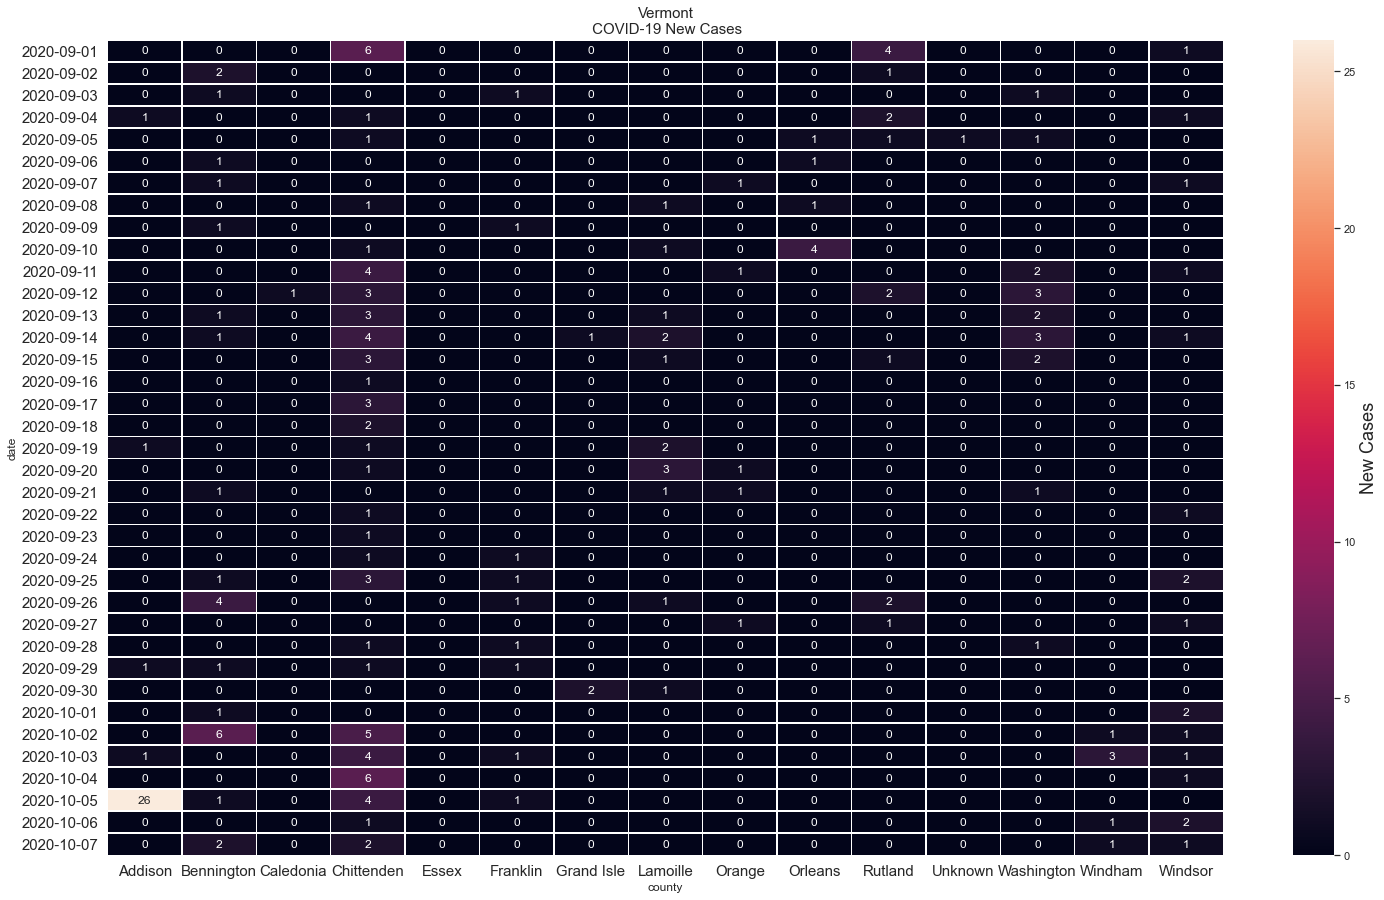 Vermont
COVID-19 New Cases
2020-09-01 0 0 0 6 0 0 0 0 0 0 4 0 0 0 1
2020-09-02 0 2 0 0 0 0 0 0 0 0 1 0 0 0 0
2020-09-03 0 1 0 0 0 1 0 0 0 0 0 0 1 0 0
2020-09-04 1 0 0 1 0 0 0 0 0 0 2 0 0 0 1
2020-09-05 0 0 0 1 0 0 0 0 0 1 1 1 1 0 0
2020-09-06 0 1 0 0 0 0 0 0 0 1 0 0 0 0 0
2020-09-07 0 1 0 0 0 0 0 0 1 0 0 0 0 0 1
2020-09-08 0 0 0 1 0 0 0 1 0 1 0 0 0 0 0
2020-09-09 0 1 0 0 0 1 0 0 0 0 0 0 0 0 0
2020-09-10 0 0 0 1 0 0 0 1 0 4 0 0 0 0 0
2020-09-11 0 0 0 4 0 0 0 0 1 0 0 0 2 0 1
2020-09-12 0 0 1 3 0 0 0 0 0 0 2 0 3 0 0
2020-09-13 0 1 0 3 0 0 0 1 0 0 0 0 2 0 0
2020-09-14 0 1 0 4 0 0 1 2 0 0 0 0 3 0 1
2020-09-15 0 0 0 3 0 0 0 1 0 0 1 0 2 0 0
2020-09-16 0 0 0 1 0 0 0 0 0 0 0 0 0 0 0
2020-09-17 0 0 0 3 0 0 0 0 0 0 0 0 0 0 0
2020-09-18 0 0 0 2 0 0 0 0 0 0 0 0 0 0 0
2020-09-19 1 0 0 1 0 0 0 2 0 0 0 0 0 0 0
2020-09-20 0 0 0 1 0 0 0 3 1 0 0 0 0 0 0
2020-09-21 0 1 0 0 0 0 0 1 1 0 0 0 1 0 0
2020-09-22 0 0 0 1 0 0 0 0 0 0 0 0 0 0 1
2020-09-23 0 0 0 1 0 0 0 0 0 0 0 0 0 0 0
2020-09-24 0 0 0 1 0 1 0 0 0 0 0 0 0 0 0
2020-09-25 0 1 0 3 0 1 0 0 0 0 0 0 0 0 2
2020-09-26 0 4 0 0 0 1 0 1 0 0 2 0 0 0 0
2020-09-27 0 0 0 0 0 0 0 0 1 0 1 0 0 0 1
2020-09-28 0 0 0 1 0 1 0 0 0 0 0 0 1 0 0
2020-09-29 1 1 0 1 0 1 0 0 0 0 0 0 0 0 0
2020-09-30 0 0 0 0 0 0 2 1 0 0 0 0 0 0 0
2020-10-01 0 1 0 0 0 0 0 0 0 0 0 0 0 0 2
2020-10-02 0 6 0 5 0 0 0 0 0 0 0 0 0 1 1
2020-10-03 1 0 0 4 0 1 0 0 0 0 0 0 0 3 1
2020-10-04 0 0 0 6 0 0 0 0 0 0 0 0 0 0 1
2020-10-05 26 1 0 4 0 1 0 0 0 0 0 0 0 0 0
2020-10-06 0 0 0 1 0 0 0 0 0 0 0 0 0 1 2
2020-10-07 0 2 0 2 0 0 0 0 0 0 0 0 0 1 1
Addison Bennington Caledonia Chittenden Essex Franklin Grand Isle Lamoille Orange Orleans Rutland Unknown Washington Windham Windsor
county
date
25
20
15
10
5
0
New Cases